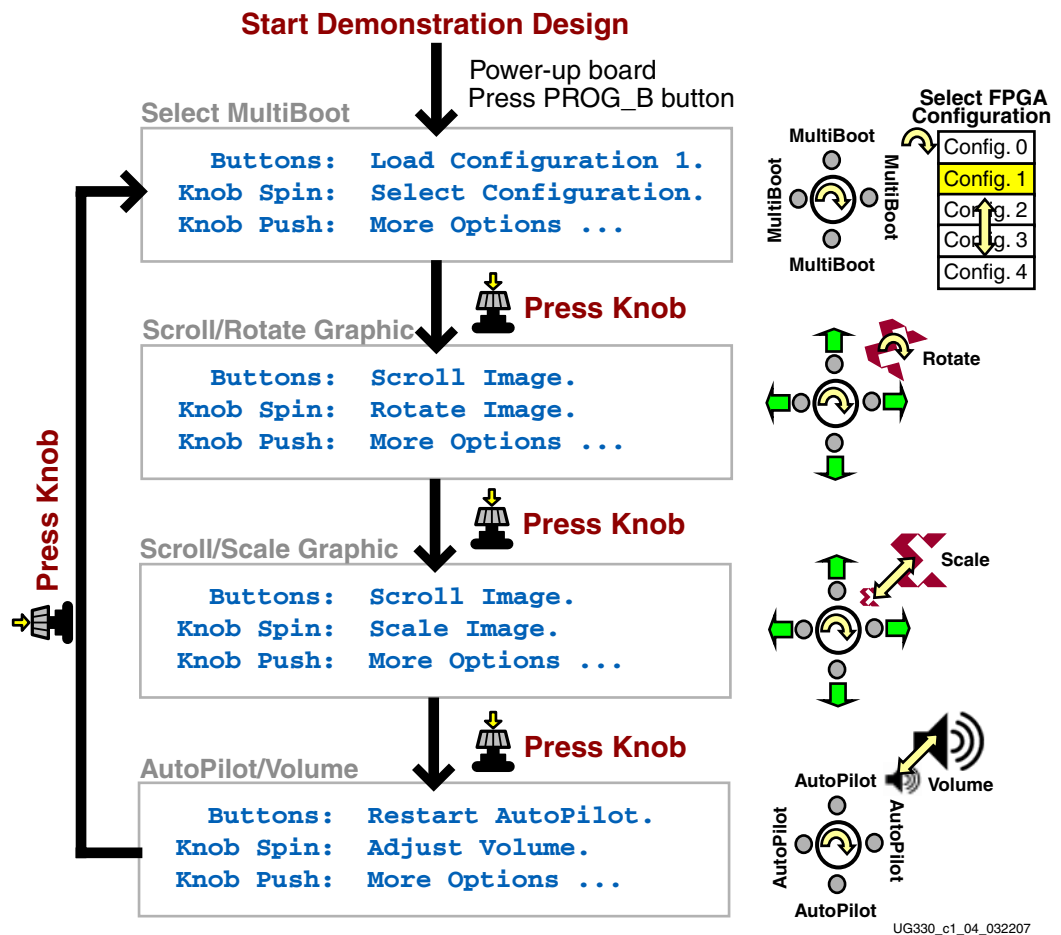 Start Demonstration Design
Power-up board
Press PROG_B button
Select MultiBoot
Buttons: Load Configuration 1.
Knob Spin: Select Configuration.
Knob Push: More Options ...
MultiBoot
MultiBoot
MultiBoot
MultiBoot
Select FPGA
Configuration
Config. 0
Config. 1
Config. 2
Config. 3
Config. 4
Press Knob
Scroll/Rotate Graphic
Buttons: Scroll Image.
Knob Spin: Rotate Image.
Knob Push: More Options ...
Rotate
Press Knob
Press Knob
Scroll/Scale Graphic
Buttons: Scroll Image.
Knob Spin: Scale Image.
Knob Push: More Options ...
Scale
Press Knob
AutoPilot/Volume
Buttons: Restart AutoPilot.
Knob Spin: Adjust Volume.
Knob Push: More Options ...
Volume
AutoPilot
AutoPilot
AutoPilot
AutoPilot
UG330_c1_04_032207